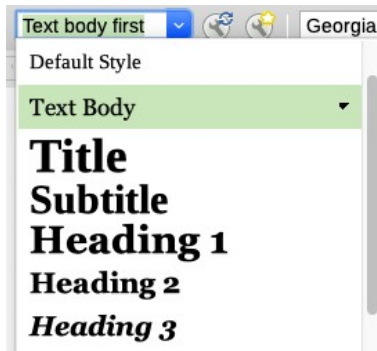 Text body first Georgia
Default Style
Text Body
Title
Subtitle
Heading 1
Heading 2
Heading 3